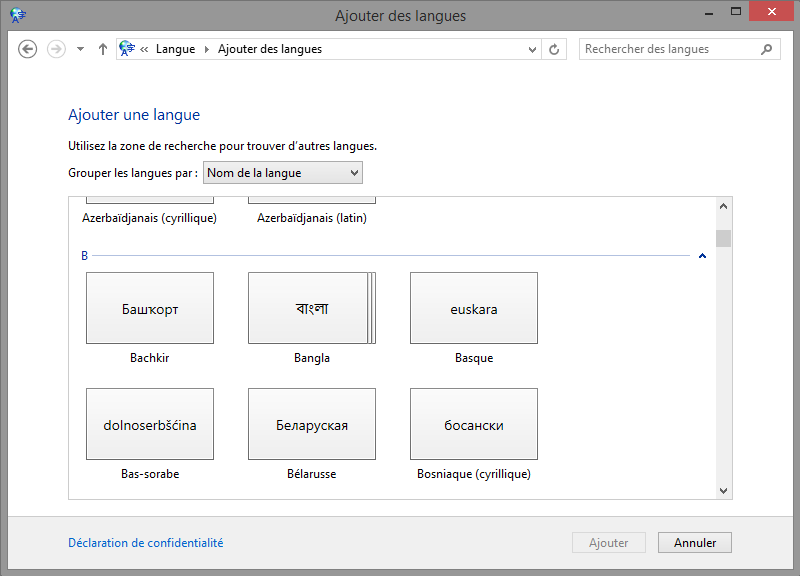 Ajouter des langues
« Langue Ajouter des langues
Rechercher des langues
Ajouter une langue
Utilisez la zone de recherche pour trouver d'autres langues.
Grouper les langues par : Nom de la langue
Azerbaïdjanais (cyrillique) Azerbaïdjanais (latin)
B
Башҡорт বাংলা euskara
Bachkir Bangla Basque
dolnoserbšćina Беларуская босански
Bas-sorabe Bélarusse Bosniaque (cyrillique)
Déclaration de confidentialité Ajouter Annuler